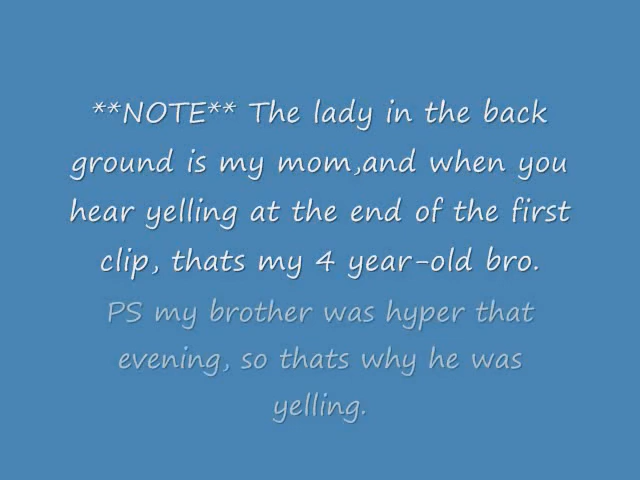 **NOTE** The lady in the back
ground is my mom,and when you
hear yelling at the end of the first
clip, thats my 4 year-old bro.
PS my brother was hyper that
evening, so thats why he was
yelling.